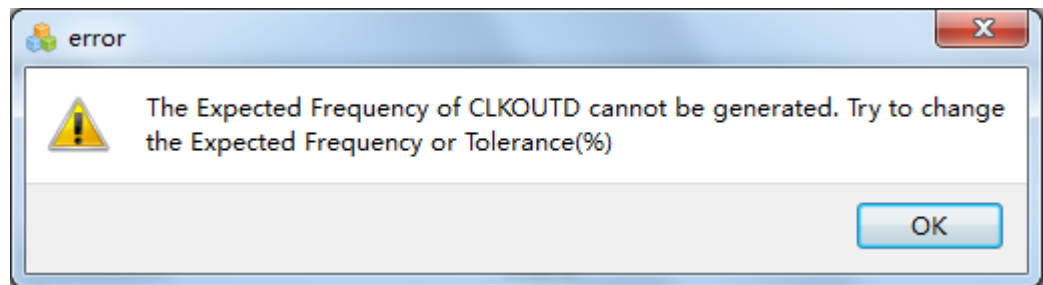 error
The Expected Frequency of CLKOUTD cannot be generated. Try to change
the Expected Frequency or Tolerance(%)
OK